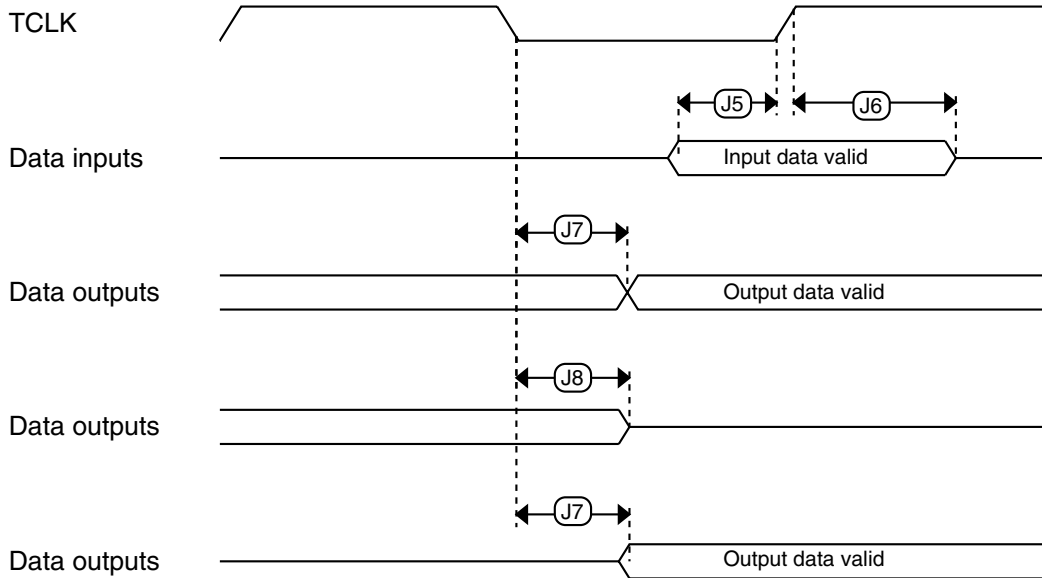 TCLK
J5
J6
Data inputs
Input data valid
J7
Data outputs
Output data valid
J8
Data outputs
J7
Data outputs
Output data valid